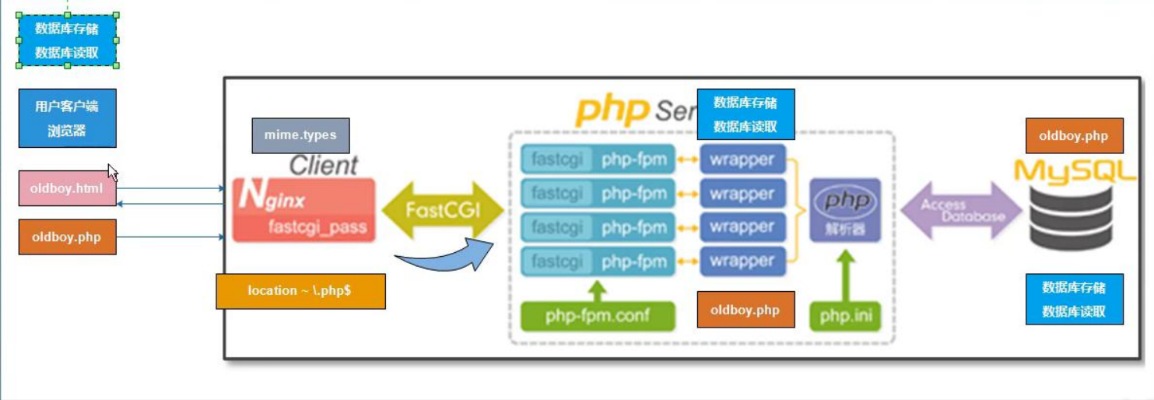 数据库存储
数据库读取
用户客户端
浏览器
oldboy.html
oldboy.php
mime.types
Client
Nginx
fastcgi_pass
location ~ \.php$
FastCGI
php Ser
数据库存储
数据库读取
fastcgi php-fpm
wrapper
fastcgi php-fpm
wrapper
fastcgi php-fpm
wrapper
fastcgi php-fpm
wrapper
php-fpm.conf
oldboy.php
php
解析器
php.ini
Access
Database
oldboy.php
MySQL
数据库存储
数据库读取